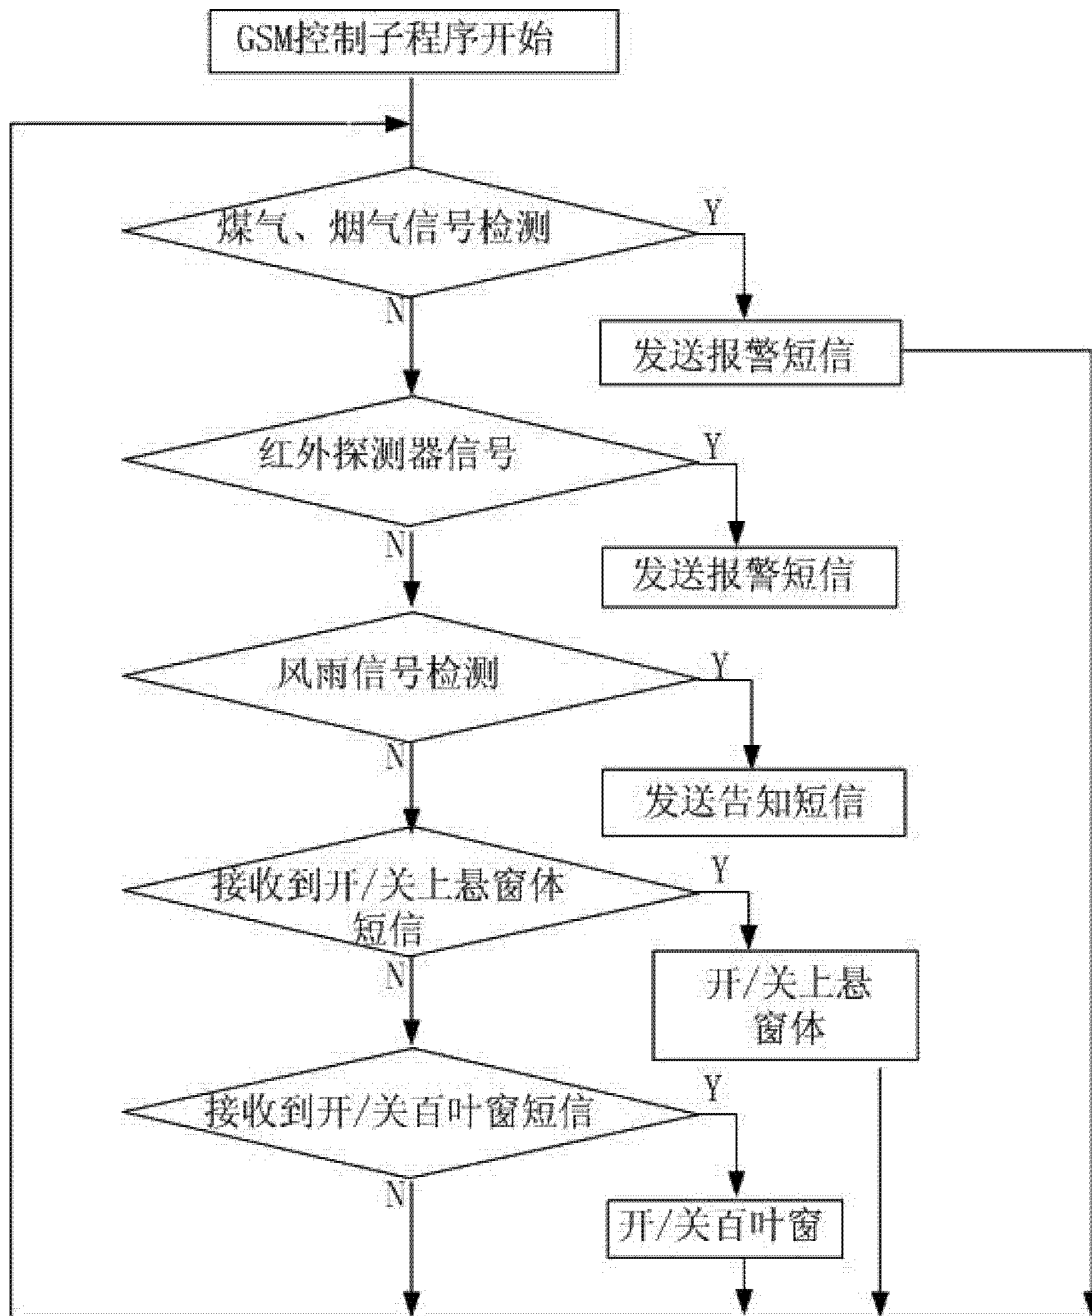 GSM控制子程序开始
煤气、烟气信号检测
Y
N
发送报警短信
红外探测器信号
Y
N
发送报警短信
风雨信号检测
Y
N
发送告知短信
接收到开/关上悬窗体
短信
Y
N
开/关上悬
窗体
接收到开/关百叶窗短信
Y
N
开/关百叶窗